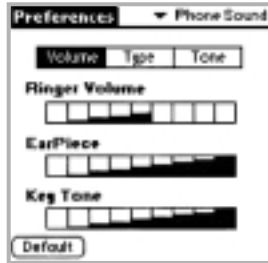 Preferences ▼ Phone Sound
Volume Type Tone
Ringer Volume
EarPiece
Key Tone
Default